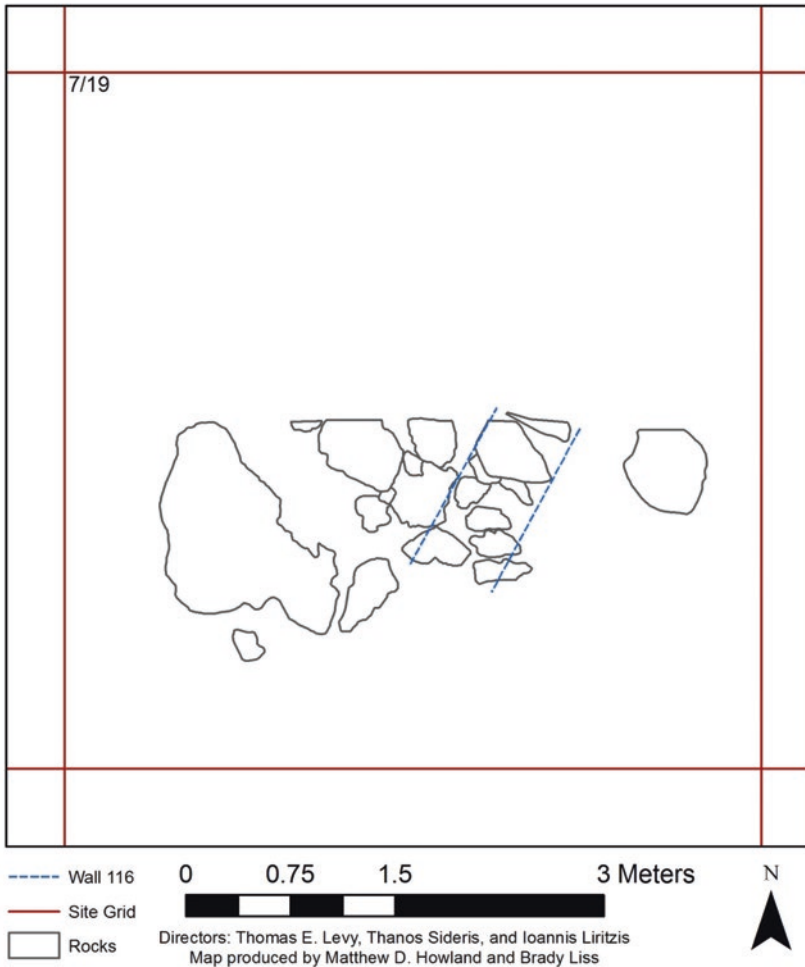 7/19
Wall 116
Site Grid
Rocks
0 0.75 1.5 3 Meters
N
Directors: Thomas E. Levy, Thanos Sideris, and Ioannis Liritzis
Map produced by Matthew D. Howland and Brady Liss